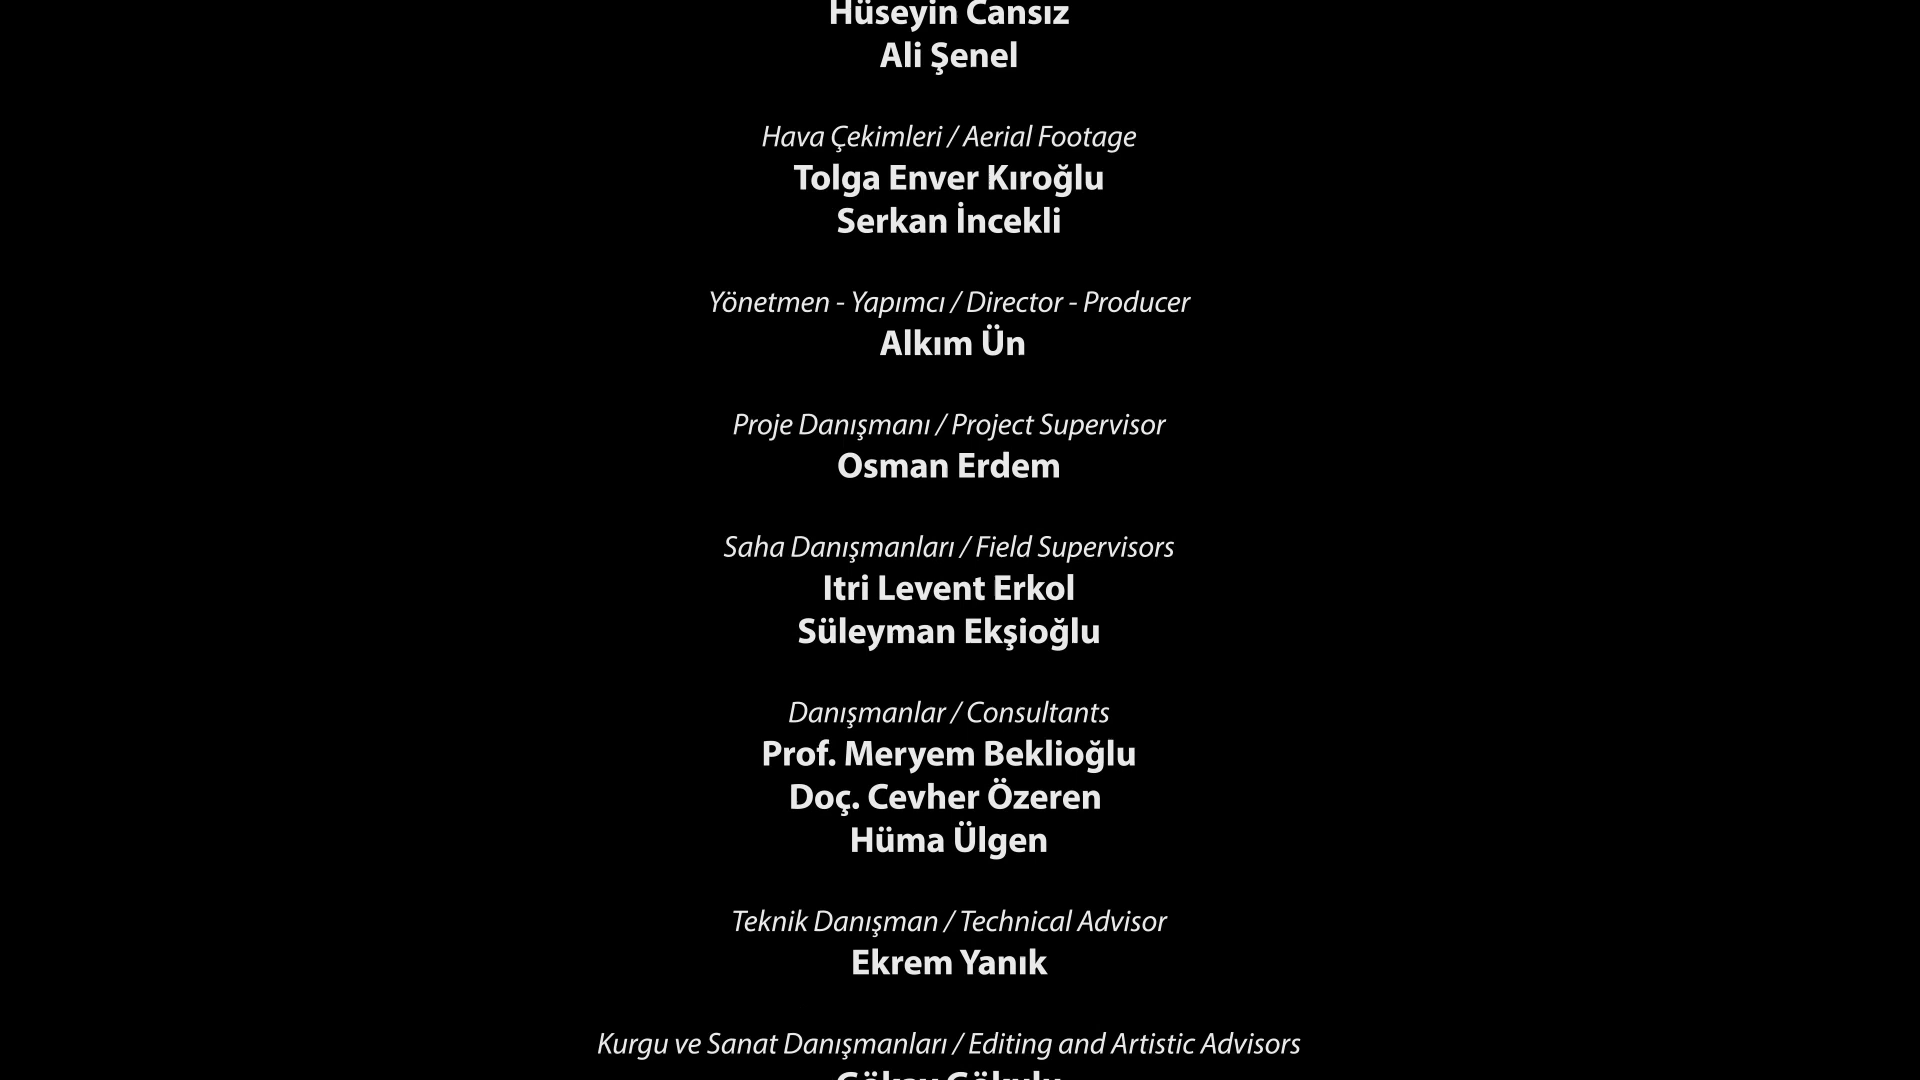 Hüseyin Cansız
Ali Şenel
Hava Çekimleri / Aerial Footage
Tolga Enver Kıroğlu
Serkan İncekli
Yönetmen - Yapımcı / Director - Producer
Alkım Ün
Proje Danışmanı / Project Supervisor
Osman Erdem
Saha Danışmanları / Field Supervisors
Itri Levent Erkol
Süleyman Ekşioğlu
Danışmanlar / Consultants
Prof. Meryem Beklioğlu
Doç. Cevher Özeren
Hüma Ülgen
Teknik Danışman / Technical Advisor
Ekrem Yanık
Kurgu ve Sanat Danışmanları / Editing and Artistic Advisors